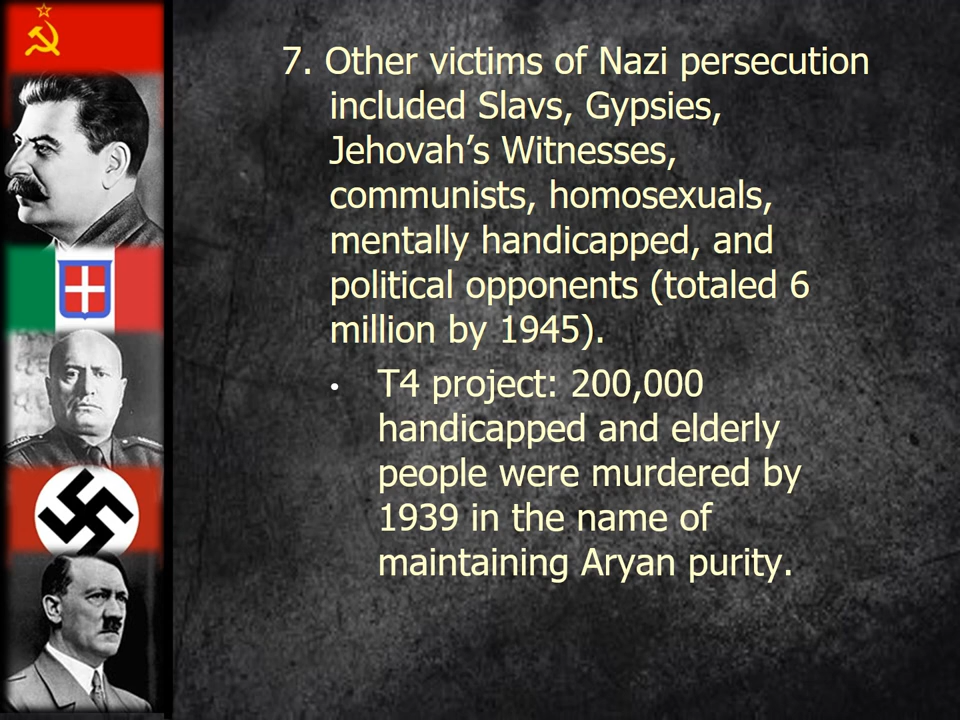 7. Other victims of Nazi persecution
included Slavs, Gypsies,
Jehovah’s Witnesses,
communists, homosexuals,
mentally handicapped, and
political opponents (totaled 6
million by 1945).
• T4 project: 200,000
handicapped and elderly
people were murdered by
1939 in the name of
maintaining Aryan purity.